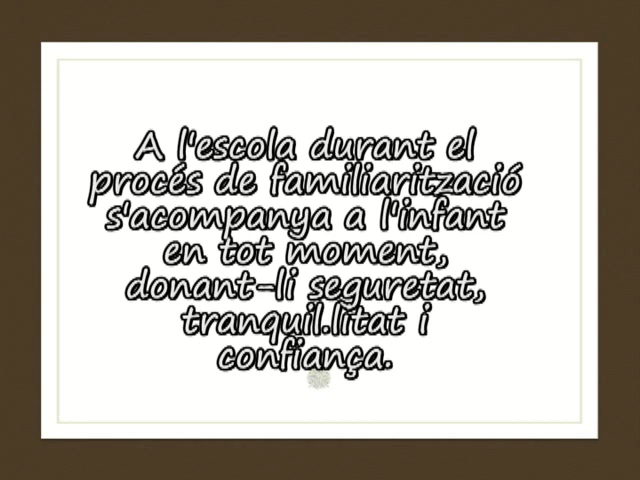 A l'escola durant el
procés de familiarització
s'acompanya a l'infant
en tot moment,
donant-li seguretat,
tranquil.litat i
confiança.